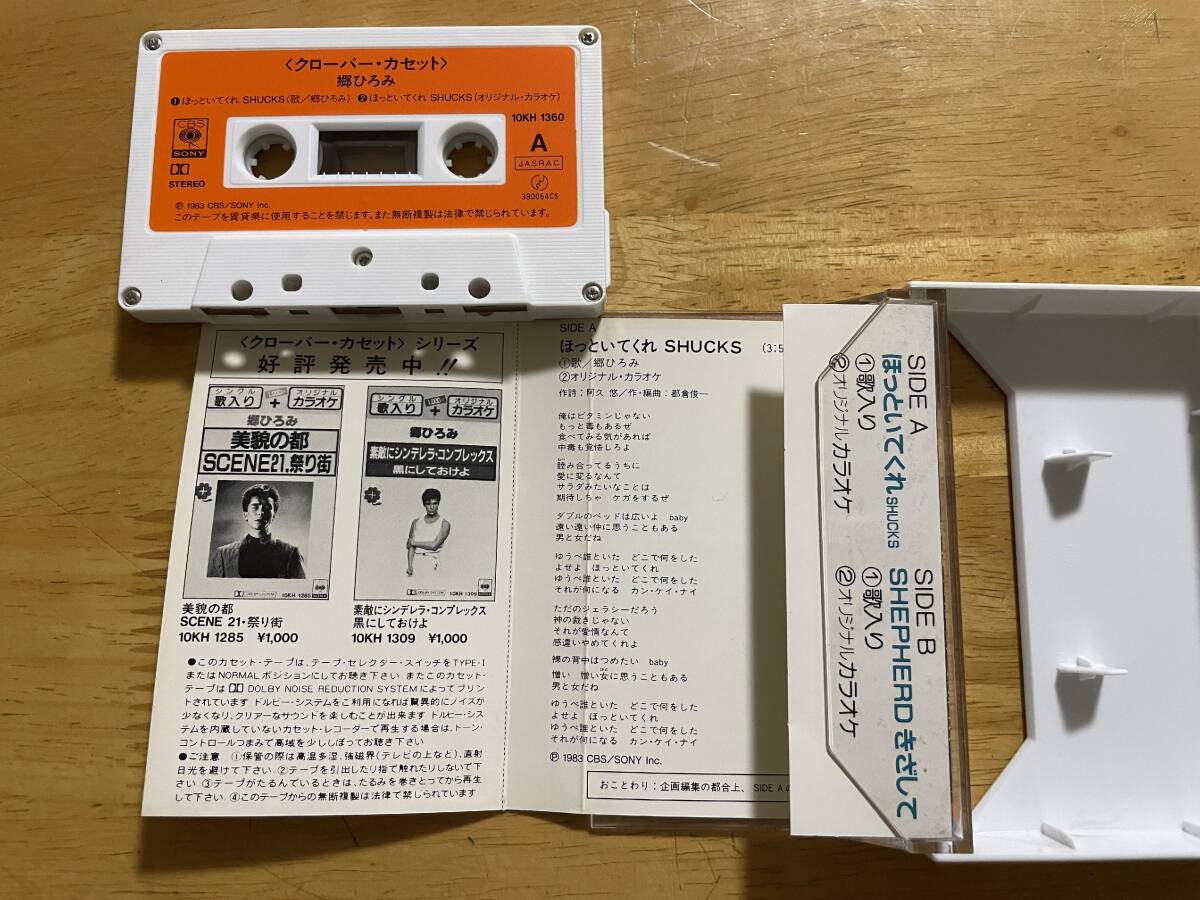 〈クローバー・カセット〉
郷ひろみ
❶ほっといてくれ SHUCKS(歌/郷ひろみ) ❷ほっといてくれ SHUCKS(オリジナル・カラオケ)
CBS
SONY
STEREO
10KH 1360
A
JASRAC
380064CS
Ⓟ1983 CBS/SONY Inc.
このテープを賃貸業に使用することを禁じます。また無断複製は法律で禁じられています。
〈クローバー・カセット〉シリーズ
好評発売中!!
シングル
歌入り
+
オリジナル
カラオケ
郷ひろみ
美貌の都
SCENE21.祭り街
10KH 1285
シングル
歌入り
+
オリジナル
カラオケ
郷ひろみ
素敵にシンデレラ・コンプレックス
黒にしておけよ
10KH 1309
美貌の都
SCENE 21・祭り街
10KH 1285 ¥1,000
素敵にシンデレラ・コンプレックス
黒にしておけよ
10KH 1309 ¥1,000
●このカセット・テープは、テープ・セレクター・スイッチをTYPE・I
またはNORMALポジションにしてお聴き下さい またこのカセット・
テープは DOLBY NOISE REDUCTION SYSTEMによってプリン
トされています ドルビー・システムをご利用になれば驚異的にノイズが
少なくなり、クリアーなサウンドを楽しむことが出来ます ドルビー・シス
テムを内蔵していないカセット・レコーダーで再生する場合は、トーン・
コントロールつまみで高域を少ししぼってお聴き下さい
●ご注意 ①保管の際は高温多湿、強磁界(テレビの上など)、直射
日光を避けて下さい ②テープを引出したり指で触れたりしないで下
さい ③テープがたるんでいるときは、たるみを巻きとってから再生
して下さい ④このテープからの無断複製は法律で禁じられています
SIDE A
ほっといてくれ SHUCKS (3:5
①歌/郷ひろみ
②オリジナル・カラオケ
作詩:阿久 悠/作・編曲:都倉俊一
俺はビタミンじゃない
もっと毒もあるぜ
食べてみる気があれば
中毒も覚悟しろよ
睦み合ってるうちに
愛に変るなんて
サラダみたいなことは
期待しちゃ ケガをするぜ
ダブルのベッドは広いよ baby
遠い遠い仲に思うこともある
男と女だね
ゆうべ誰といた どこで何をした
よせよ ほっといてくれ
ゆうべ誰といた どこで何をした
それが何になる カン・ケイ・ナイ
ただのジェラシーだろう
神の裁きじゃない
それが愛情なんて
感違いやめてくれよ
裸の背中はつめたい baby
憎い 憎い女に思うこともある
男と女だね
ゆうべ誰といた どこで何をした
よせよ ほっといてくれ
ゆうべ誰といた どこで何をした
それが何になる カン・ケイ・ナイ
Ⓟ1983 CBS/SONY Inc.
おことわり:企画編集の都合上、SIDE Aの
SIDE A
ほっといてくれ SHUCKS
①歌入り
②オリジナルカラオケ
SIDE B
SHEPHERD きざして
①歌入り
②オリジナルカラオケ